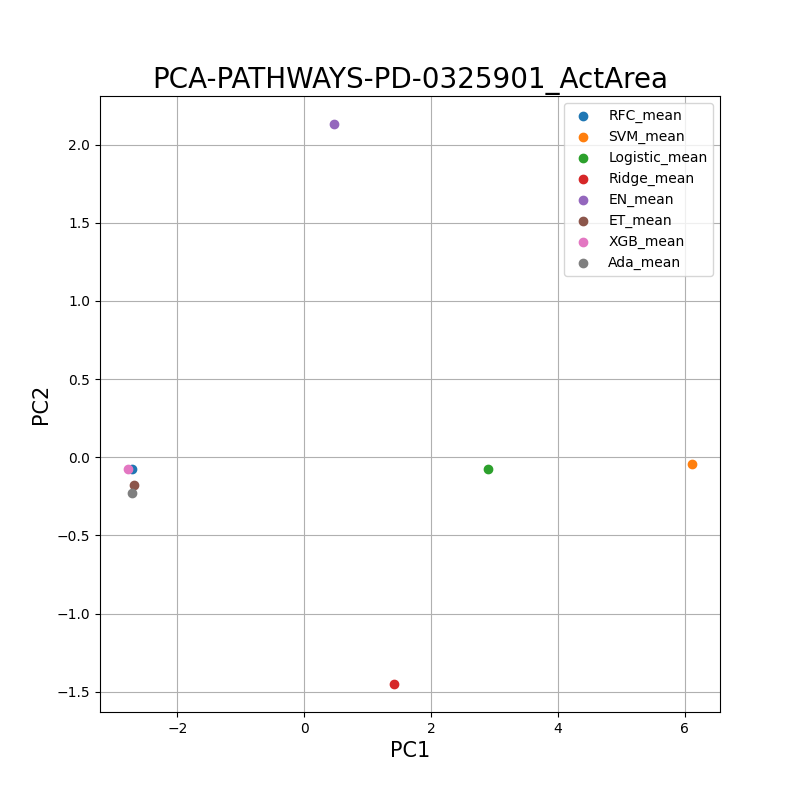 PCA-PATHWAYS-PD-0325901_ActArea
RFC_mean
SVM_mean
Logistic_mean
Ridge_mean
EN_mean
ET_mean
XGB_mean
Ada_mean
2.0
1.5
1.0
0.5
0.0
−0.5
−1.0
−1.5
PC2
−2
0
2
4
6
PC1